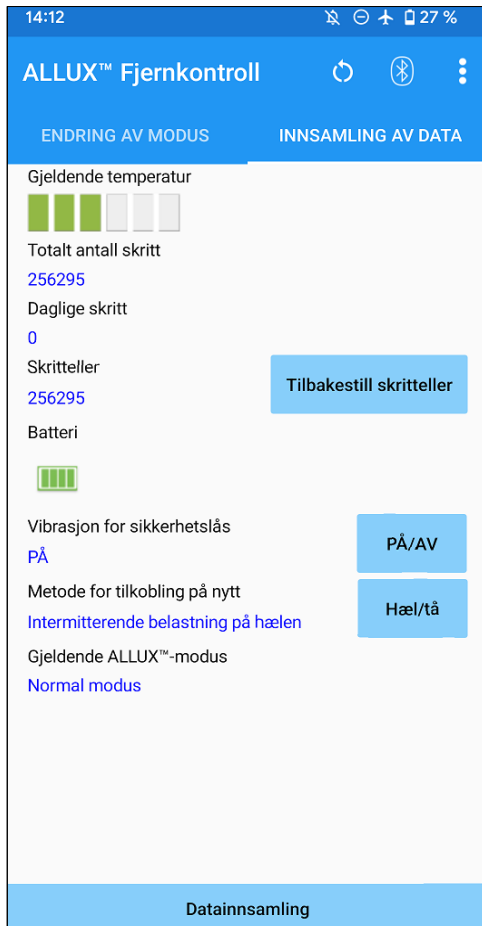 14:12 27 %
ALLUX™ Fjernkontroll
ENDRING AV MODUS INNSAMLING AV DATA
Gjeldende temperatur
Totalt antall skritt
256295
Daglige skritt
0
Skritteller
256295
Tilbakestill skritteller
Batteri
Vibrasjon for sikkerhetslås
PÅ
PÅ/AV
Metode for tilkobling på nytt
Intermitterende belastning på hælen
Hæl/tå
Gjeldende ALLUX™-modus
Normal modus
Datainnsamling